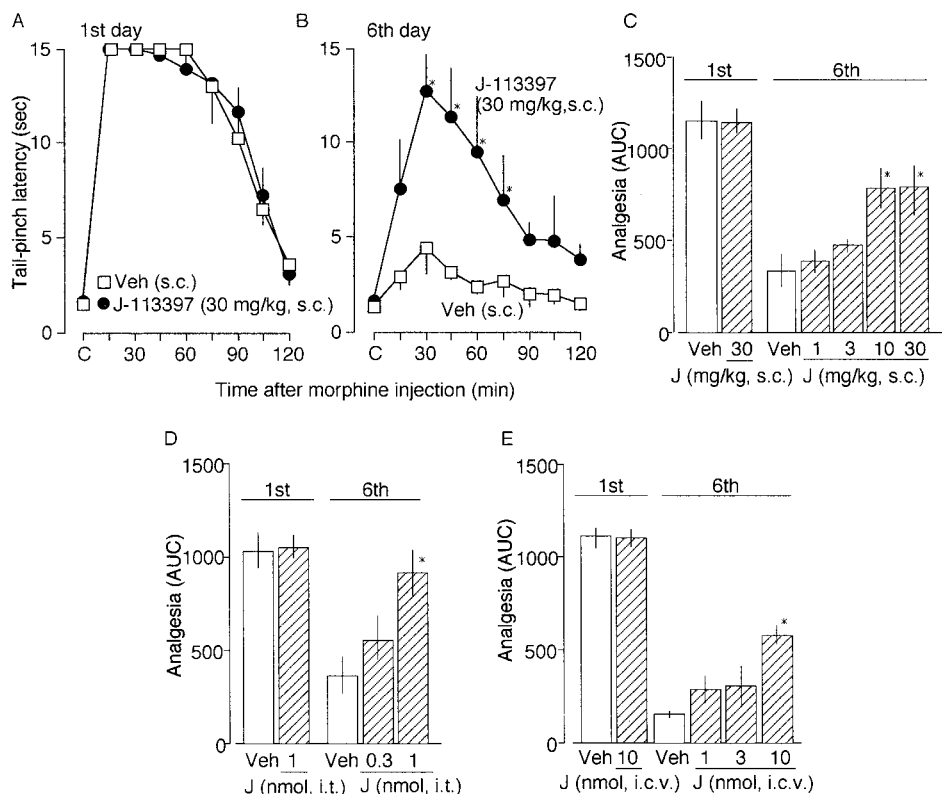 A
1st day
Tail-pinch latency (sec)
15
10
5
0
Veh (s.c.)
J-113397 (30 mg/kg, s.c.)
C 30 60 90 120
B
6th day
15
10
5
0
J-113397
(30 mg/kg,s.c.)
* * * *
Veh (s.c.)
C 30 60 90 120
Time after morphine injection (min)
C
Analgesia (AUC)
1500
1000
500
0
1st 6th
* *
Veh 30 Veh 1 3 10 30
J (mg/kg, s.c.) J (mg/kg, s.c.)
D
Analgesia (AUC)
1500
1000
500
0
1st 6th
*
Veh 1 Veh 0.3 1
J (nmol, i.t.) J (nmol, i.t.)
E
Analgesia (AUC)
1500
1000
500
0
1st 6th
*
Veh 10 Veh 1 3 10
J (nmol, i.c.v.) J (nmol, i.c.v.)